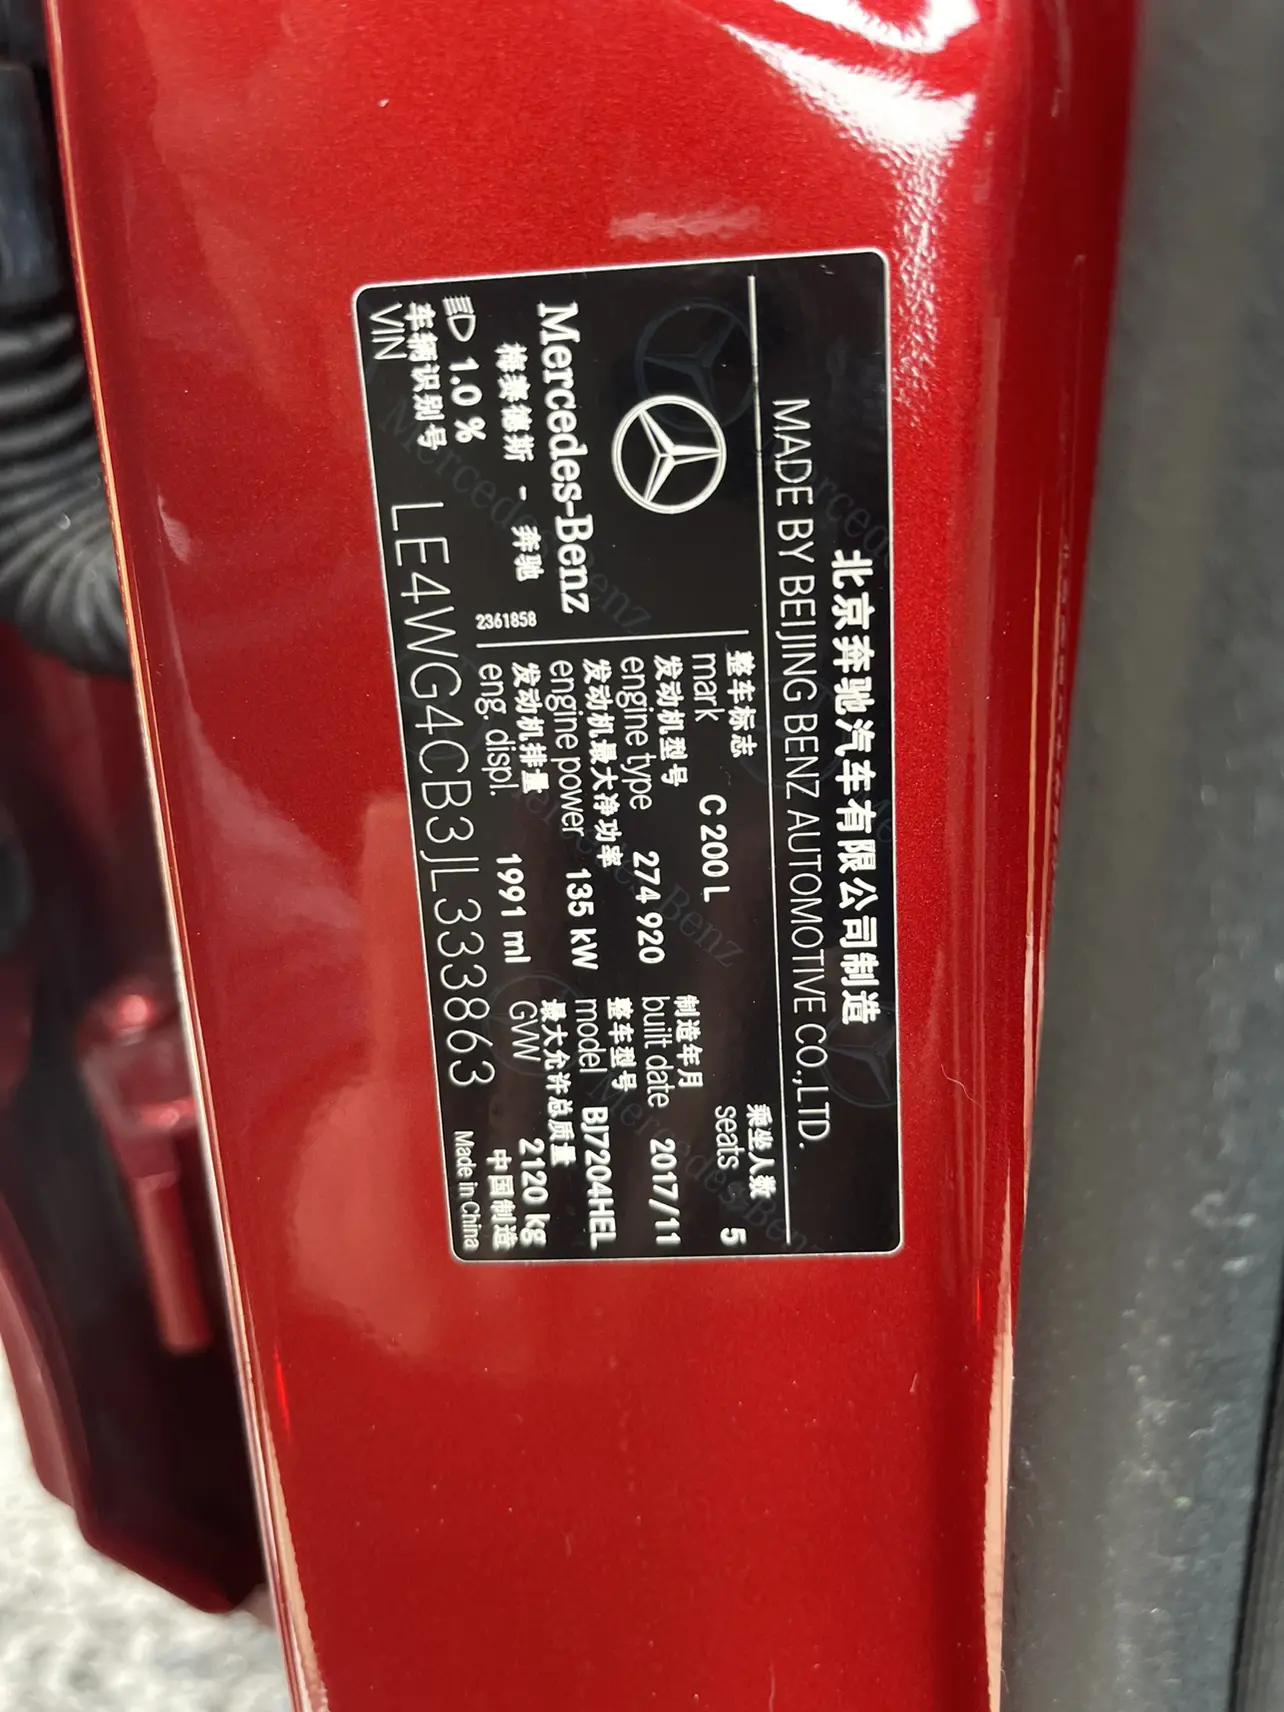 北京奔驰汽车有限公司制造
MADE BY BEIJING BENZ AUTOMOTIVE CO.,LTD.
Mercedes-Benz
梅赛德斯 - 奔驰
2361858
整车标志
mark C 200 L
乘坐人数
seats 5
发动机型号
engine type 274 920
制造年月
built date 2017/11
发动机最大净功率
engine power 135 kW
整车型号
model BJ7204HEL
发动机排量
eng. displ. 1991 ml
最大允许总质量
GVW 2120 kg
1.0 %
车辆识别号
VIN LE4WG4CB3JL333863
中国制造
Made in China